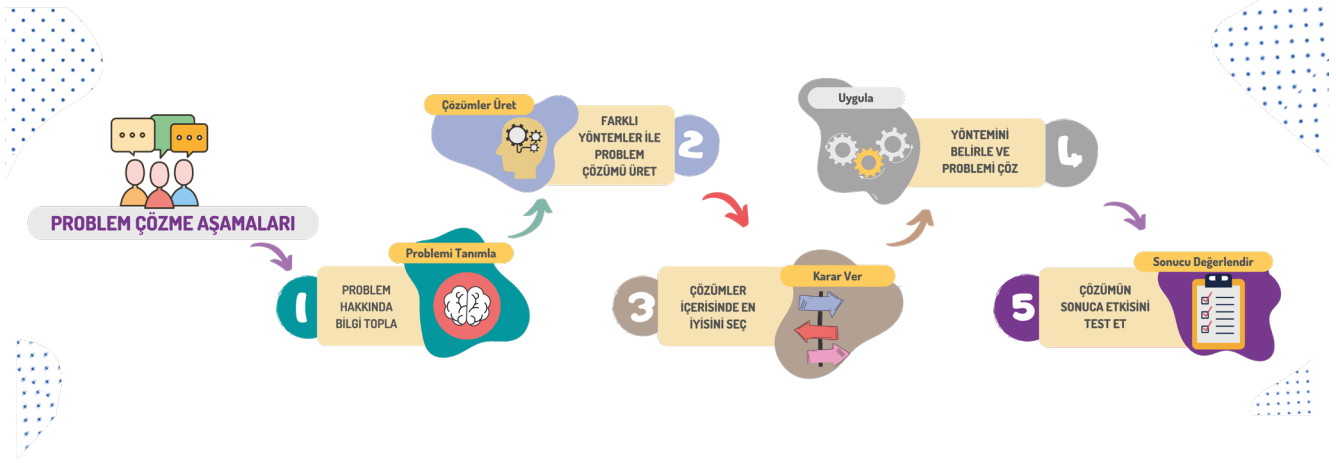 PROBLEM ÇÖZME AŞAMALARI
1
Problemi Tanımla
PROBLEM
HAKKINDA
BİLGİ TOPLA
Çözümler Üret
FARKLI
YÖNTEMLER İLE
PROBLEM
ÇÖZÜMÜ ÜRET
2
3
Karar Ver
ÇÖZÜMLER
İÇERİSİNDE EN
İYİSİNİ SEÇ
Uygula
YÖNTEMİNİ
BELİRLE VE
PROBLEMİ ÇÖZ
4
5
Sonucu Değerlendir
ÇÖZÜMÜN
SONUCA ETKİSİNİ
TEST ET